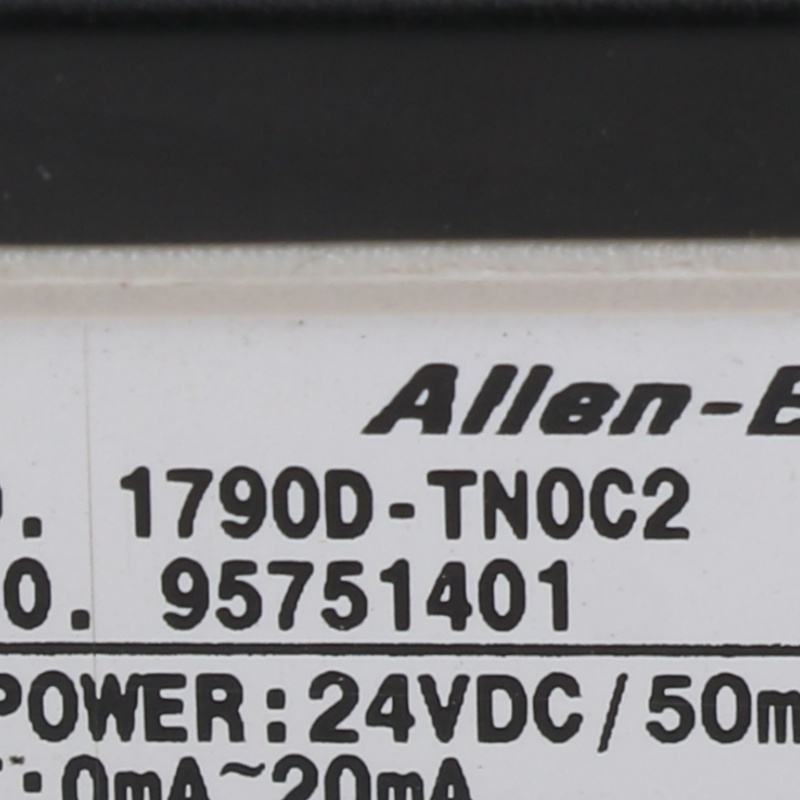 Allen-B
. 1790D-TN0C2
0. 95751401
POWER:24VDC/50m
:0mA~20mA